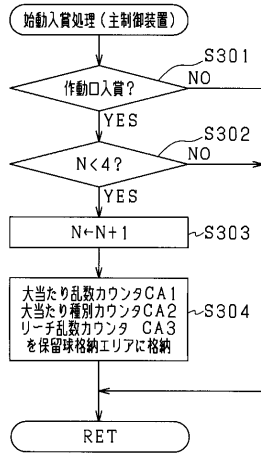 始動入賞処理(主制御装置)
S301
作動口入賞?
NO
YES
S302
N<4?
NO
YES
N←N+1
S303
大当たり乱数カウンタCA1
大当たり種別カウンタCA2
リーチ乱数カウンタ CA3
を保留球格納エリアに格納
S304
RET